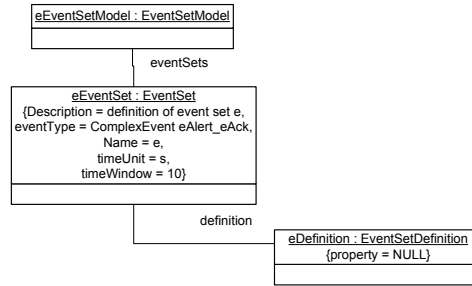 eEventSetModel : EventSetModel
eventSets
eEventSet : EventSet
{Description = definition of event set e,
eventType = ComplexEvent eAlert_eAck,
Name = e,
timeUnit = s,
timeWindow = 10}
definition
eDefinition : EventSetDefinition
{property = NULL}